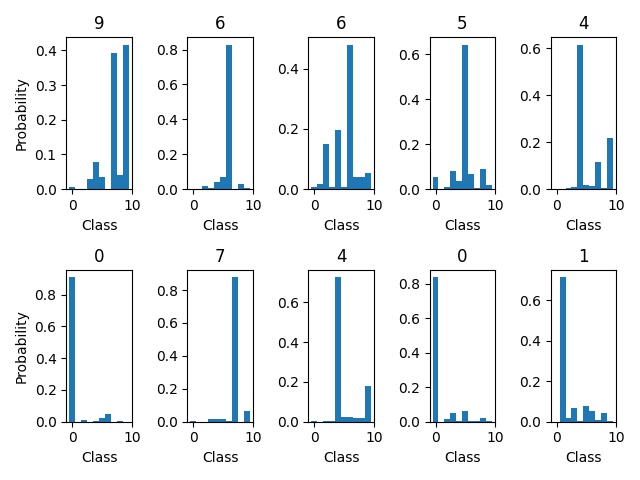 9 6 6 5 4
0.4 0.8 0.4 0.6 0.6
0.3 0.6 0.4 0.4
0.2 0.4 0.2 0.2 0.2
0.1 0.2
0.0 0.0 0.0 0.0 0.0
Probability
0 10 0 10 0 10 0 10 0 10
Class Class Class Class Class
0 7 4 0 1
0.8 0.8 0.6 0.8 0.6
0.6 0.6 0.4 0.6 0.4
0.4 0.4 0.2 0.4 0.2
0.2 0.2 0.2
0.0 0.0 0.0 0.0 0.0
Probability
0 10 0 10 0 10 0 10 0 10
Class Class Class Class Class